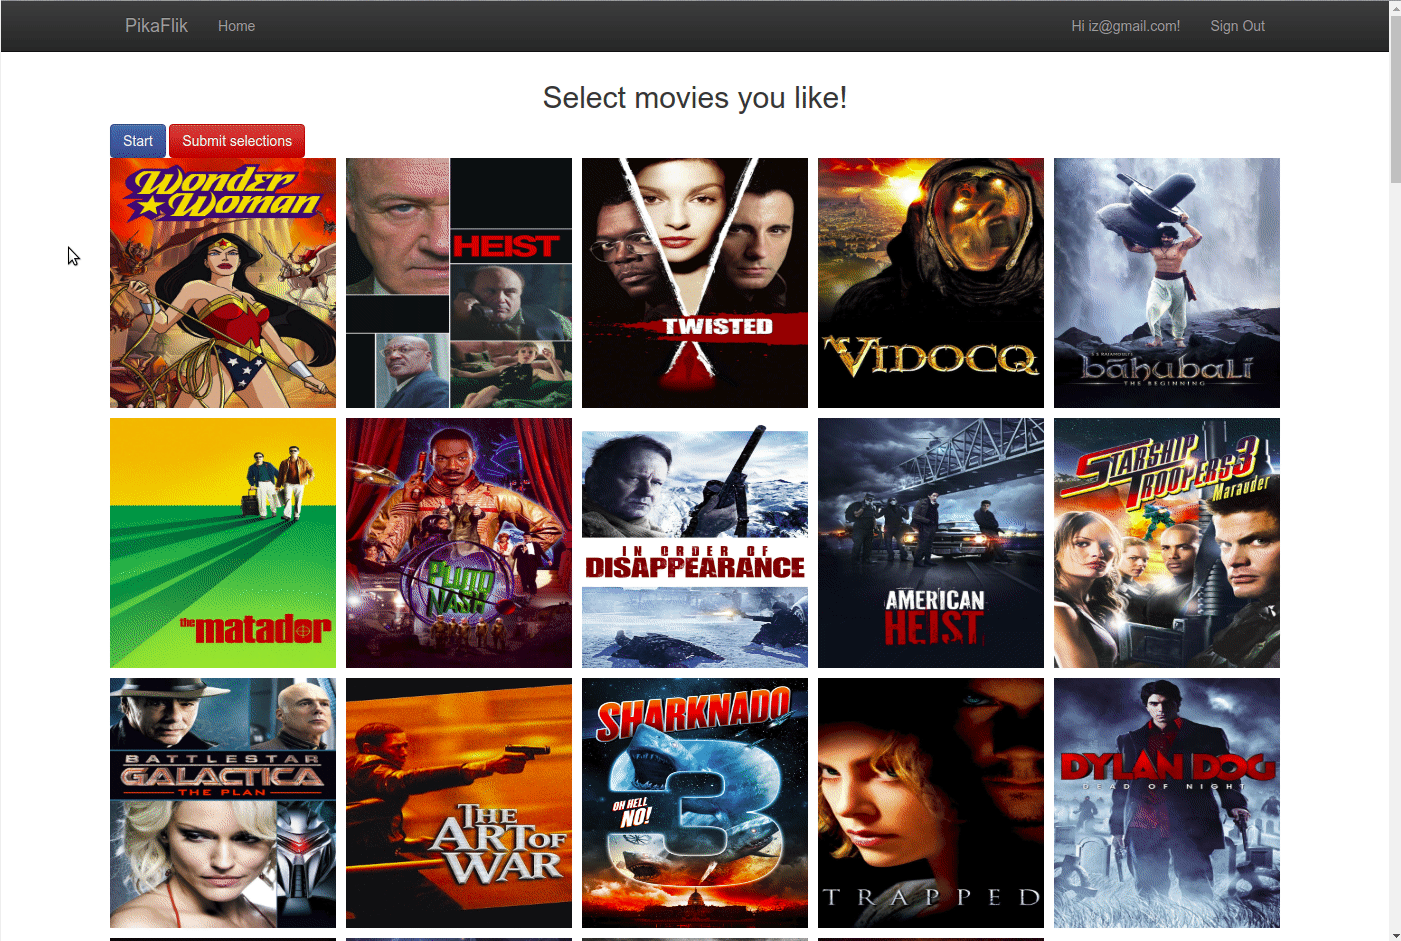 PikaFlik Home Hi iz@gmail.com! Sign Out
Select movies you like!
Start Submit selections
Wonder
Woman
HEIST
TWISTED
VIDOCQ
S S RAJAMOULI'S
bāhubali
THE BEGINNING
the matador
PLUTO
NASH
IN ORDER OF
DISAPPEARANCE
AMERICAN
HEIST
STARSHIP
TROOPERS 3
Marauder
BATTLESTAR
GALACTICA
THE PLAN
THE
ART OF
WAR
SHARKNADO
3
OH HELL
NO!
TRAPPED
DYLAN DOG
DEAD OF NIGHT